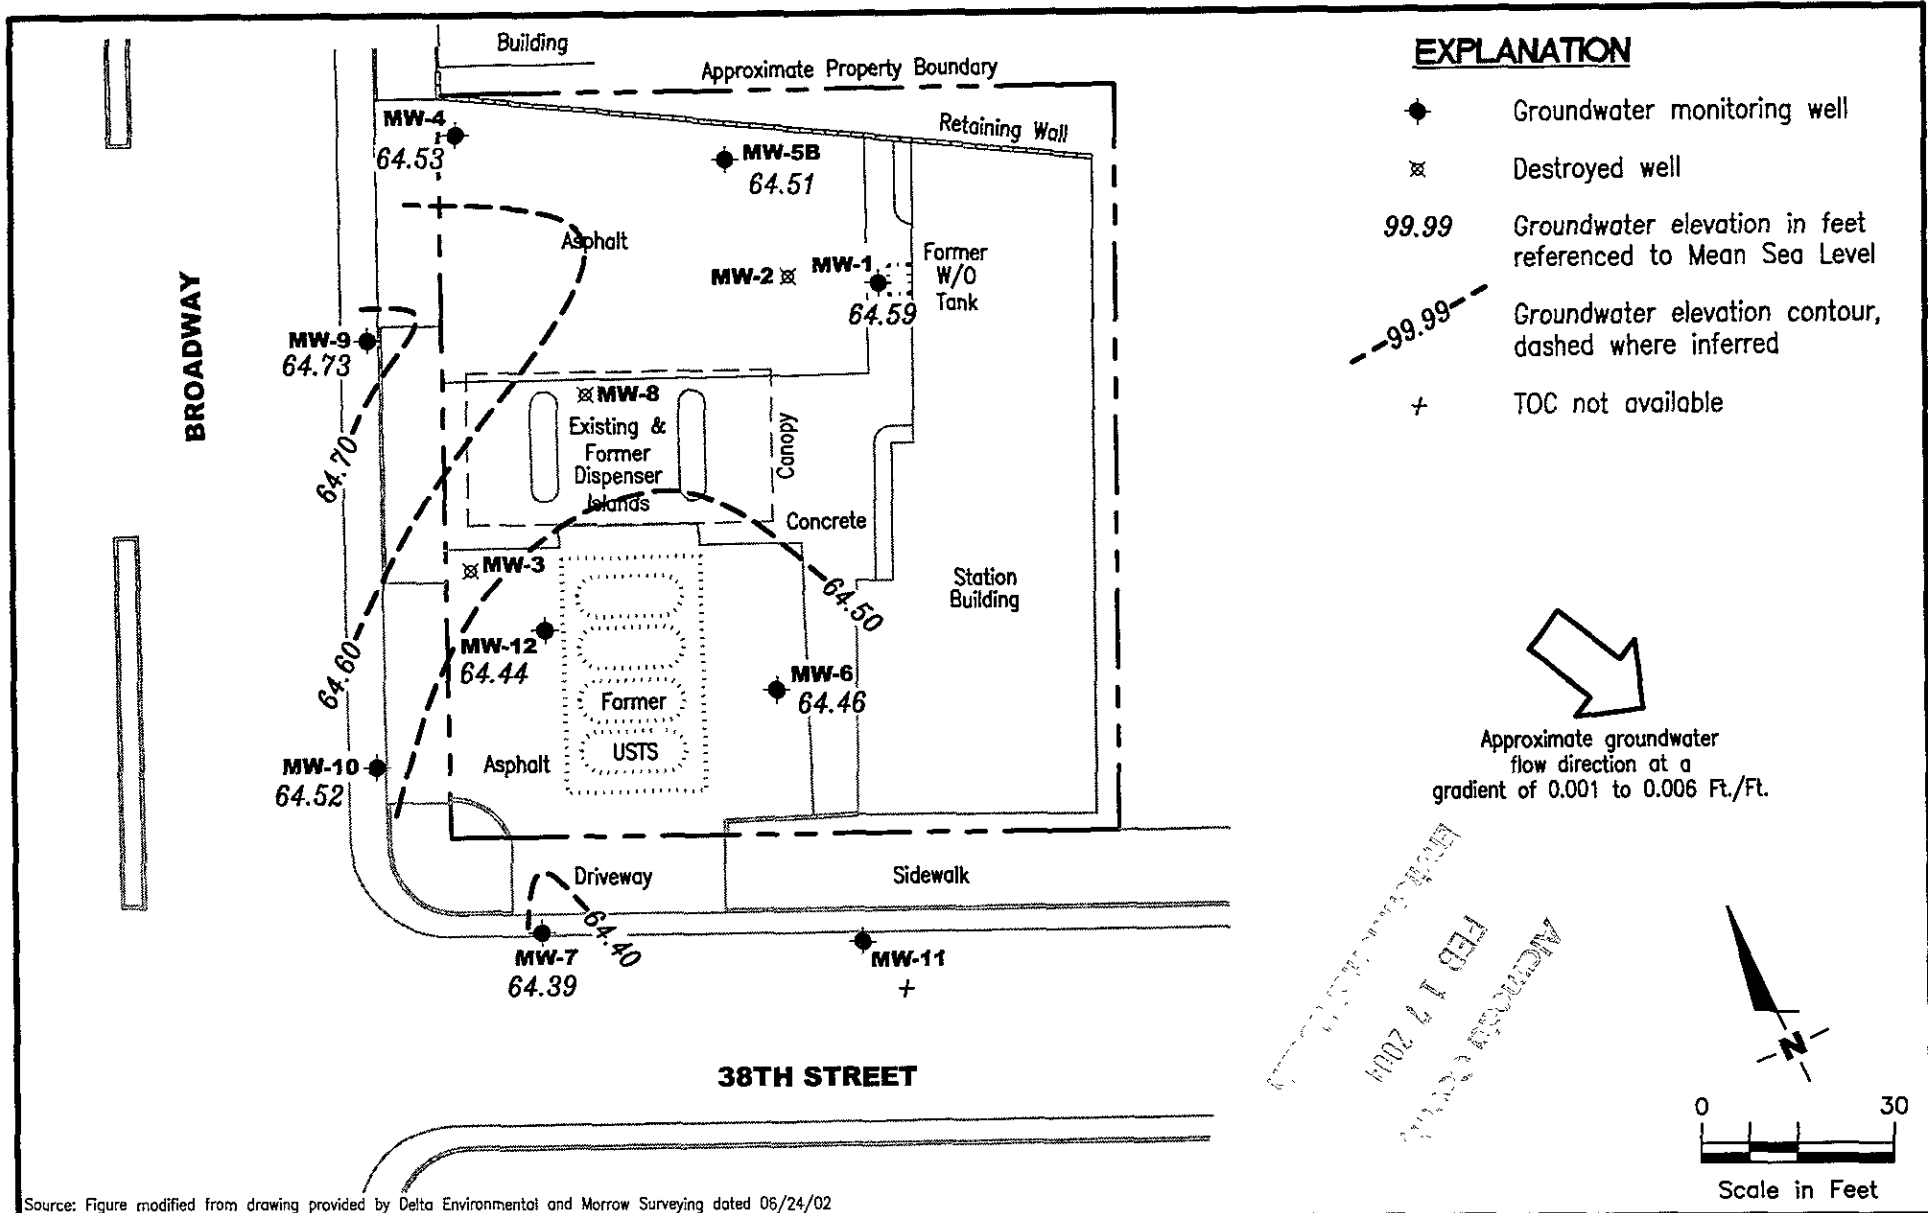 Building
Approximate Property Boundary
MW-4
64.53
MW-5B
64.51
Retaining Wall
Asphalt
MW-2
MW-1
64.59
Former
W/O
Tank
BROADWAY
MW-9
64.73
64.70
MW-8
Existing &
Former
Dispenser
Islands
Canopy
Concrete
MW-3
64.50
Station
Building
MW-12
64.44
64.60
MW-6
64.46
Former
USTS
MW-10
64.52
Asphalt
Driveway
Sidewalk
64.40
MW-7
64.39
MW-11
+
38TH STREET
EXPLANATION
Groundwater monitoring well
Destroyed well
99.99 Groundwater elevation in feet
referenced to Mean Sea Level
99.99 Groundwater elevation contour,
dashed where inferred
+ TOC not available
Approximate groundwater
flow direction at a
gradient of 0.001 to 0.006 Ft./Ft.
FEB 17 2004
N
0 30
Scale in Feet
Source: Figure modified from drawing provided by Delta Environmental and Morrow Surveying dated 06/24/02